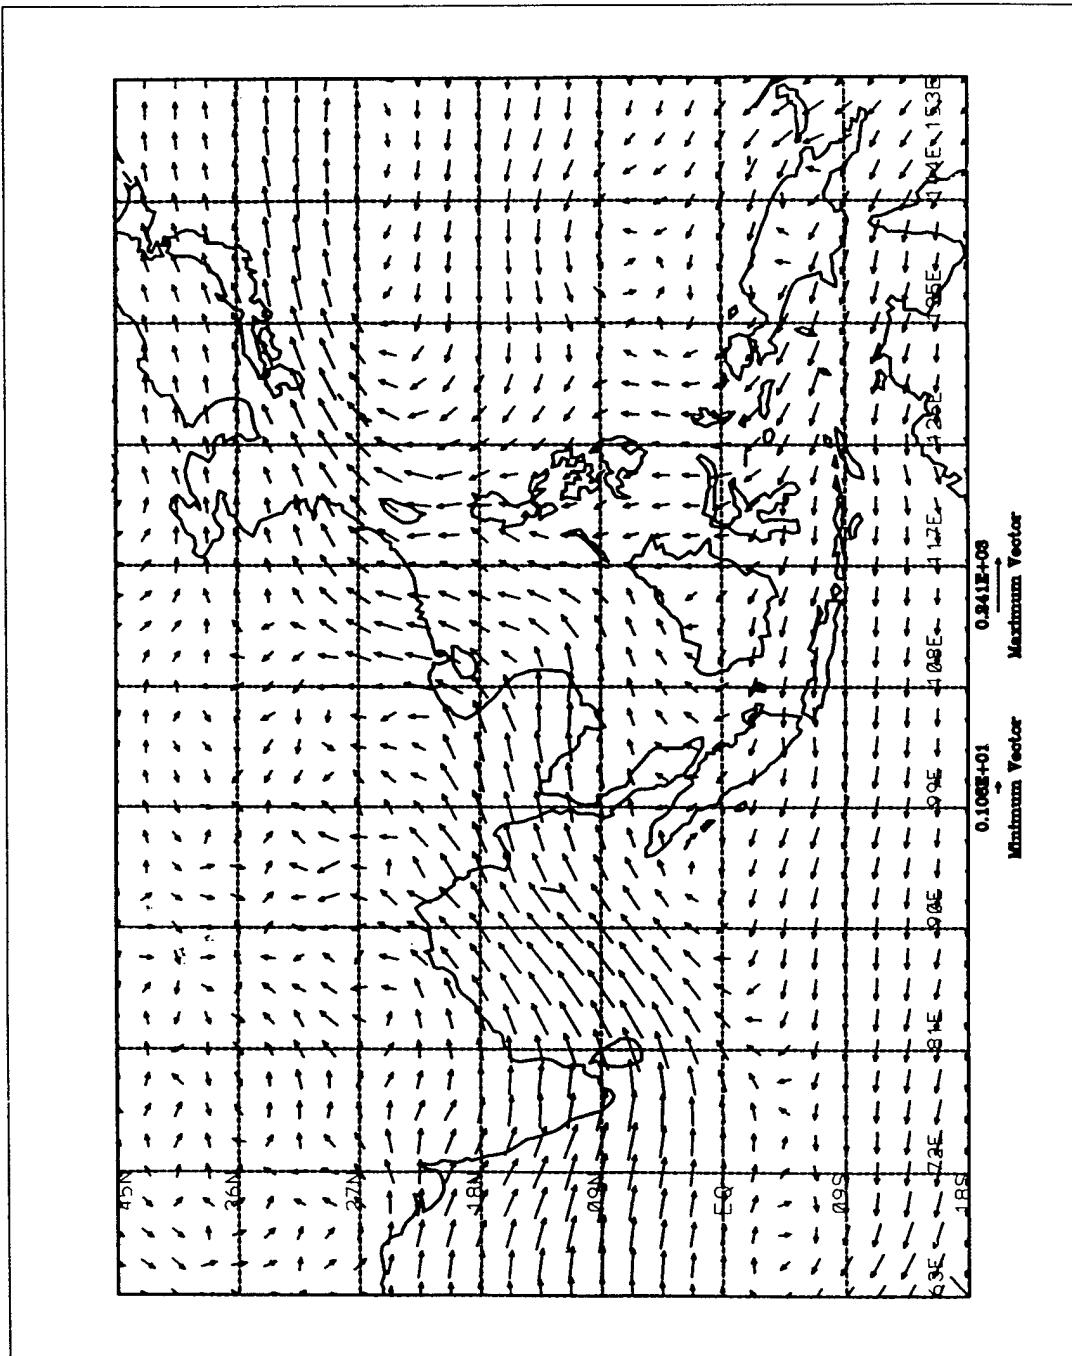 45N
36N
27N
18N
09N
EQ
09S
18S
63E
72E
81E
90E
99E
108E
117E
126E
135E
144E
153E
0.106E+01
Minimum Vector
0.241E+03
Maximum Vector